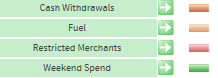 Cash Withdrawals
Fuel
Restricted Merchants
Weekend Spend